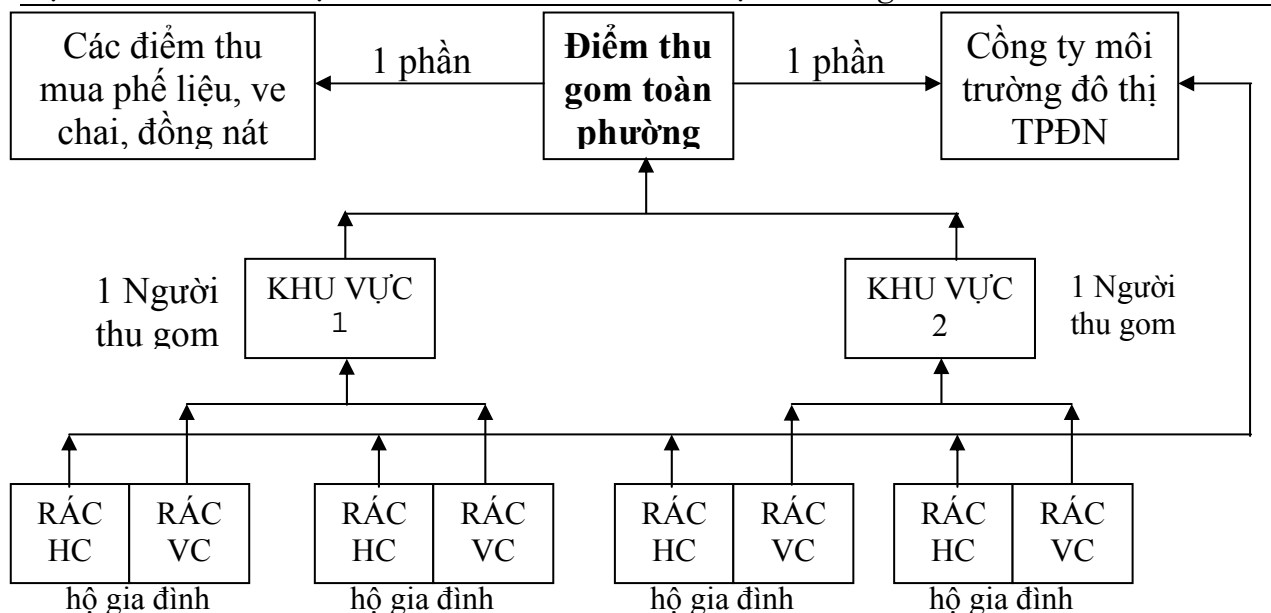 Các điểm thu
mua phế liệu, ve
chai, đồng nát
1 phần
Điểm thu
gom toàn
phường
1 phần
Cồng ty môi
trường đô thị
TPĐN
1 Người
thu gom
KHU VỰC
1
KHU VỰC
2
1 Người
thu gom
RÁC
HC
RÁC
VC
RÁC
HC
RÁC
VC
RÁC
HC
RÁC
VC
RÁC
HC
RÁC
VC
hộ gia đình
hộ gia đình
hộ gia đình
hộ gia đình